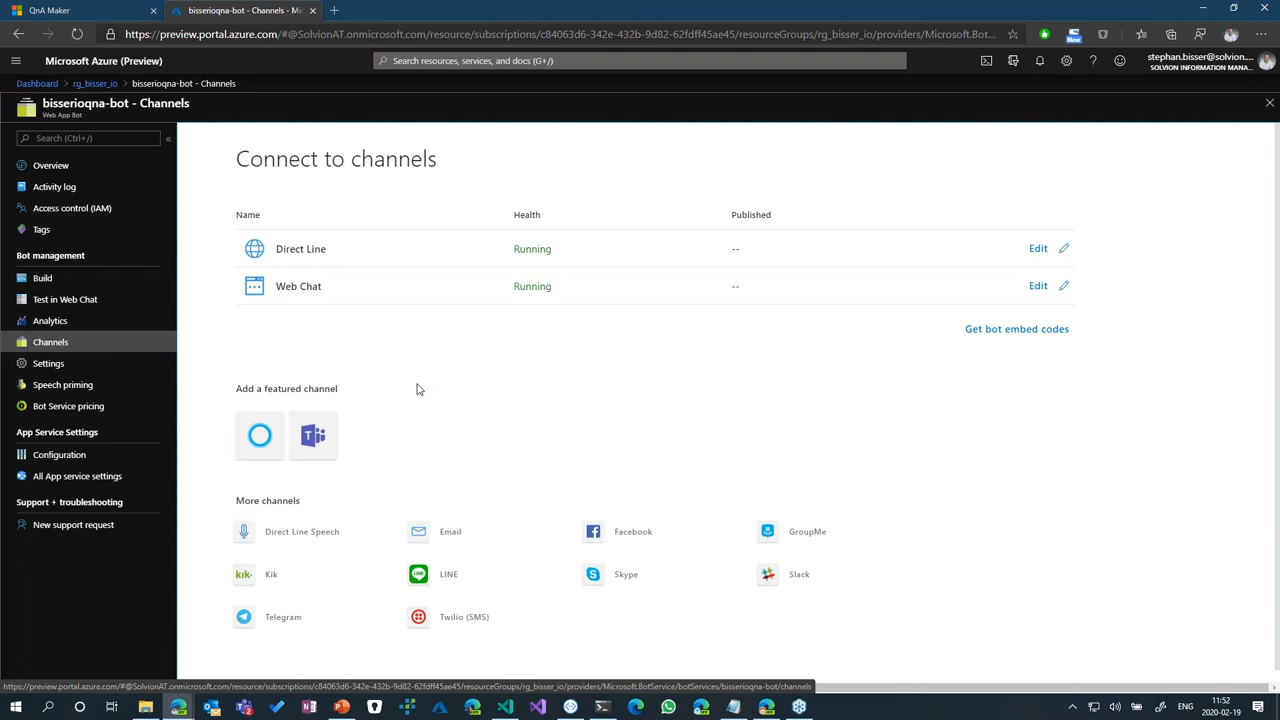 QnA Maker
bisserioqna-bot - Channels - Mic
https://preview.portal.azure.com/#@SolvionAT.onmicrosoft.com/resource/subscriptions/c84063d6-342e-432b-9d82-62fdff45ae45/resourceGroups/rg_bisser_io/providers/Microsoft.Bot...
New
Microsoft Azure (Preview)
Search resources, services, and docs (G+/)
stephan.bisser@solvion....
SOLVION INFORMATION MANA...
Dashboard > rg_bisser_io > bisserioqna-bot - Channels
bisserioqna-bot - Channels
Web App Bot
Search (Ctrl+/)
Overview
Activity log
Access control (IAM)
Tags
Bot management
Build
Test in Web Chat
Analytics
Channels
Settings
Speech priming
Bot Service pricing
App Service Settings
Configuration
All App service settings
Support + troubleshooting
New support request
Connect to channels
Name Health Published
Direct Line Running -- Edit
Web Chat Running -- Edit
Get bot embed codes
Add a featured channel
More channels
Direct Line Speech Email Facebook GroupMe
kik Kik LINE LINE Skype Slack
Telegram Twilio (SMS)
https://preview.portal.azure.com/#@SolvionAT.onmicrosoft.com/resource/subscriptions/c84063d6-342e-432b-9d82-62fdff45ae45/resourceGroups/rg_bisser_io/providers/Microsoft.BotService/botServices/bisserioqna-bot/channels
11:52
2020-02-19